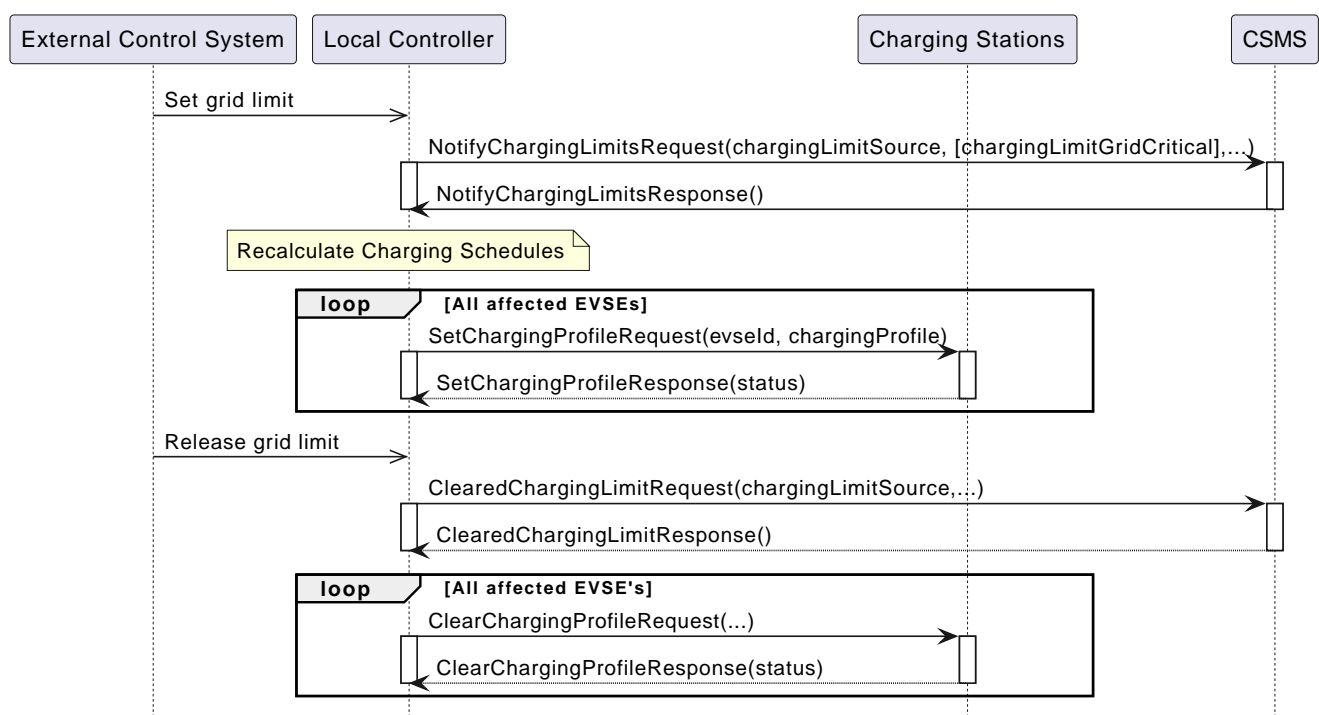 External Control System
Local Controller
Charging Stations
CSMS
Set grid limit
NotifyChargingLimitsRequest(chargingLimitSource, [chargingLimitGridCritical],...)
NotifyChargingLimitsResponse()
Recalculate Charging Schedules
loop [All affected EVSEs]
SetChargingProfileRequest(evseId, chargingProfile)
SetChargingProfileResponse(status)
Release grid limit
ClearedChargingLimitRequest(chargingLimitSource,...)
ClearedChargingLimitResponse()
loop [All affected EVSE's]
ClearChargingProfileRequest(...)
ClearChargingProfileResponse(status)